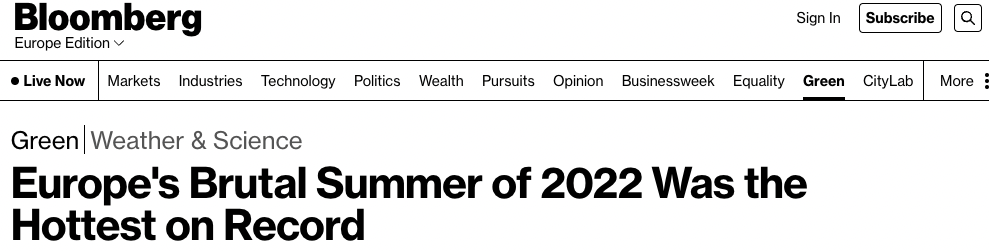 Bloomberg
Sign In Subscribe
Europe Edition
Live Now Markets Industries Technology Politics Wealth Pursuits Opinion Businessweek Equality Green CityLab More
Green Weather & Science
Europe's Brutal Summer of 2022 Was the
Hottest on Record